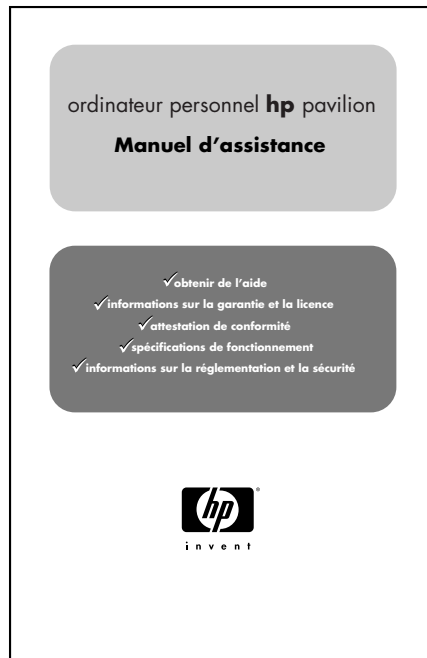 ordinateur personnel hp pavilion
Manuel d’assistance
✓obtenir de l’aide
✓informations sur la garantie et la licence
✓attestation de conformité
✓spécifications de fonctionnement
✓informations sur la réglementation et la sécurité
hp®
invent